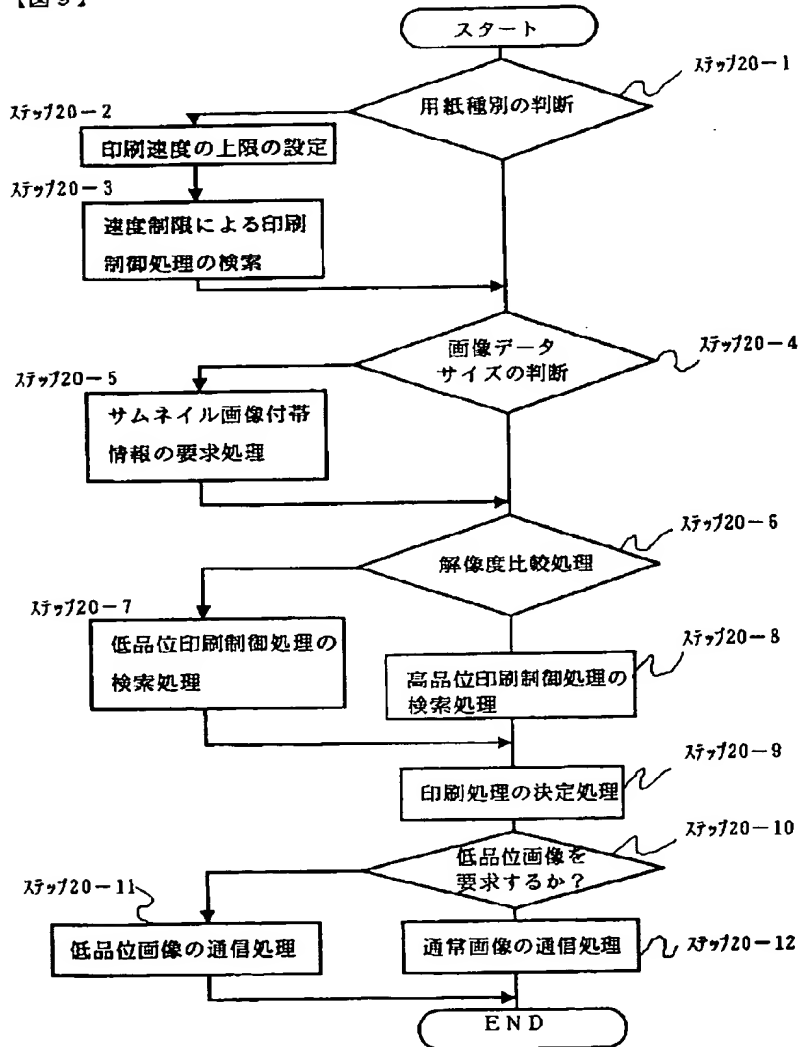 【図9】
スタート
ステップ20－1
用紙種別の判断
ステップ20－2
印刷速度の上限の設定
ステップ20－3
速度制限による印刷
制御処理の検索
ステップ20－4
画像データ
サイズの判断
ステップ20－5
サムネイル画像付帯
情報の要求処理
ステップ20－6
解像度比較処理
ステップ20－7
低品位印刷制御処理の
検索処理
ステップ20－8
高品位印刷制御処理の
検索処理
ステップ20－9
印刷処理の決定処理
ステップ20－10
低品位画像を
要求するか？
ステップ20－11
低品位画像の通信処理
通常画像の通信処理
ステップ20－12
END